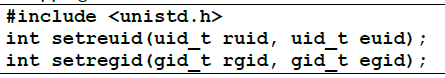 #include <unistd.h>
int setreuid(uid_t ruid, uid_t euid);
int setregid(gid_t rgid, gid_t egid);